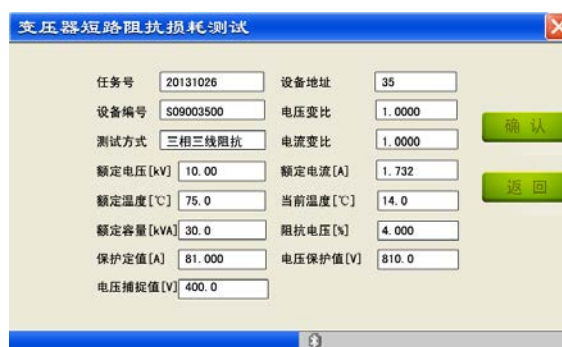 变压器短路阻抗损耗测试
任务号 20131026 设备地址 35
设备编号 S09003500 电压变比 1.0000
测试方式 三相三线阻抗 电流变比 1.0000
确 认
额定电压[kV] 10.00 额定电流[A] 1.732
额定温度[℃] 75.0 当前温度[℃] 14.0
返 回
额定容量[kVA] 30.0 阻抗电压[%] 4.000
保护定值[A] 81.000 电压保护值[V] 810.0
电压捕捉值[V] 400.0